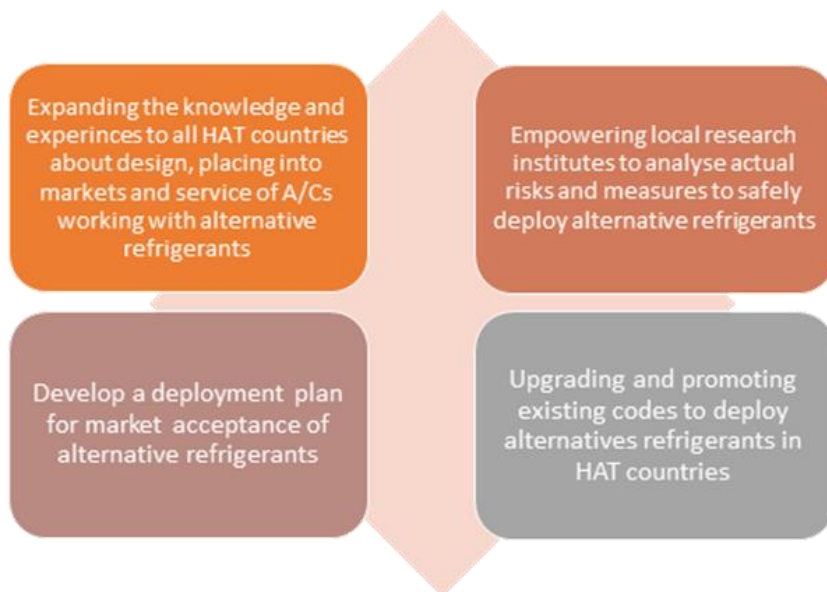 Expanding the knowledge and
experinces to all HAT countries
about design, placing into
markets and service of A/Cs
working with alternative
refrigerants
Empowering local research
institutes to analyse actual
risks and measures to safely
deploy alternative refrigerants
Develop a deployment plan
for market acceptance of
alternative refrigerants
Upgrading and promoting
existing codes to deploy
alternatives refrigerants in
HAT countries